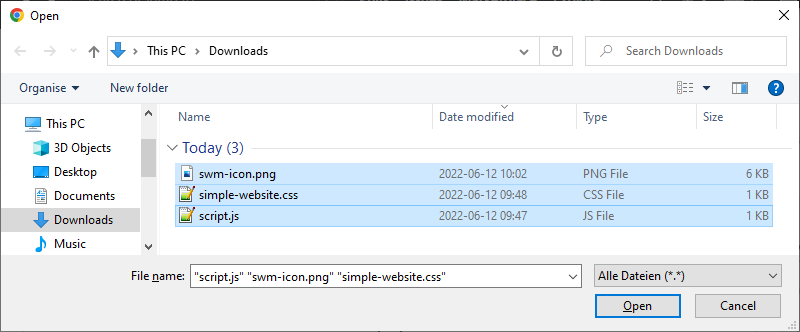 Open
This PC > Downloads
Search Downloads
Organise
New folder
Name Date modified Type Size
This PC
3D Objects
Desktop
Documents
Downloads
Music
Today (3)
swm-icon.png 2022-06-12 10:02 PNG File 6 KB
simple-website.css 2022-06-12 09:48 CSS File 1 KB
script.js 2022-06-12 09:47 JS File 1 KB
File name: "script.js" "swm-icon.png" "simple-website.css"
Alle Dateien (*.*)
Open
Cancel